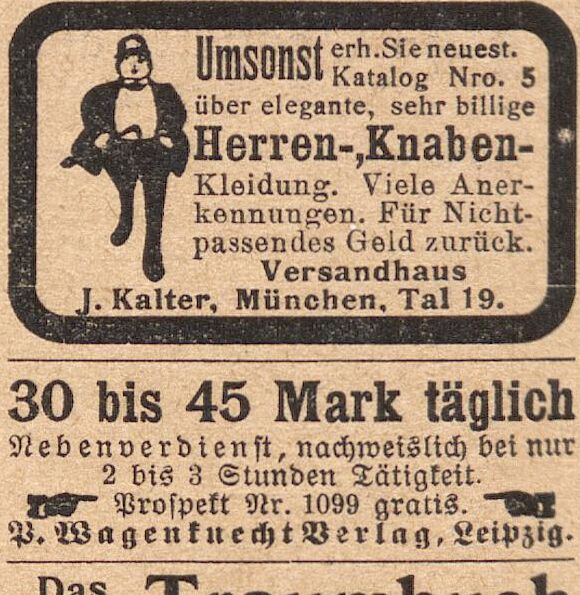 Umsonst erh. Sie neuest.
Katalog Nro. 5
über elegante, sehr billige
Herren-, Knaben-
Kleidung. Viele Aner-
kennungen. Für Nicht-
passendes Geld zurück.
Versandhaus
J. Kalter, München, Tal 19.
30 bis 45 Mark täglich
Nebenverdienſt, nachweislich bei nur
2 bis 3 Stunden Tätigkeit.
Proſpekt Nr. 1099 gratis.
P. Wagenknecht Verlag, Leipzig.
Das Traumbuch